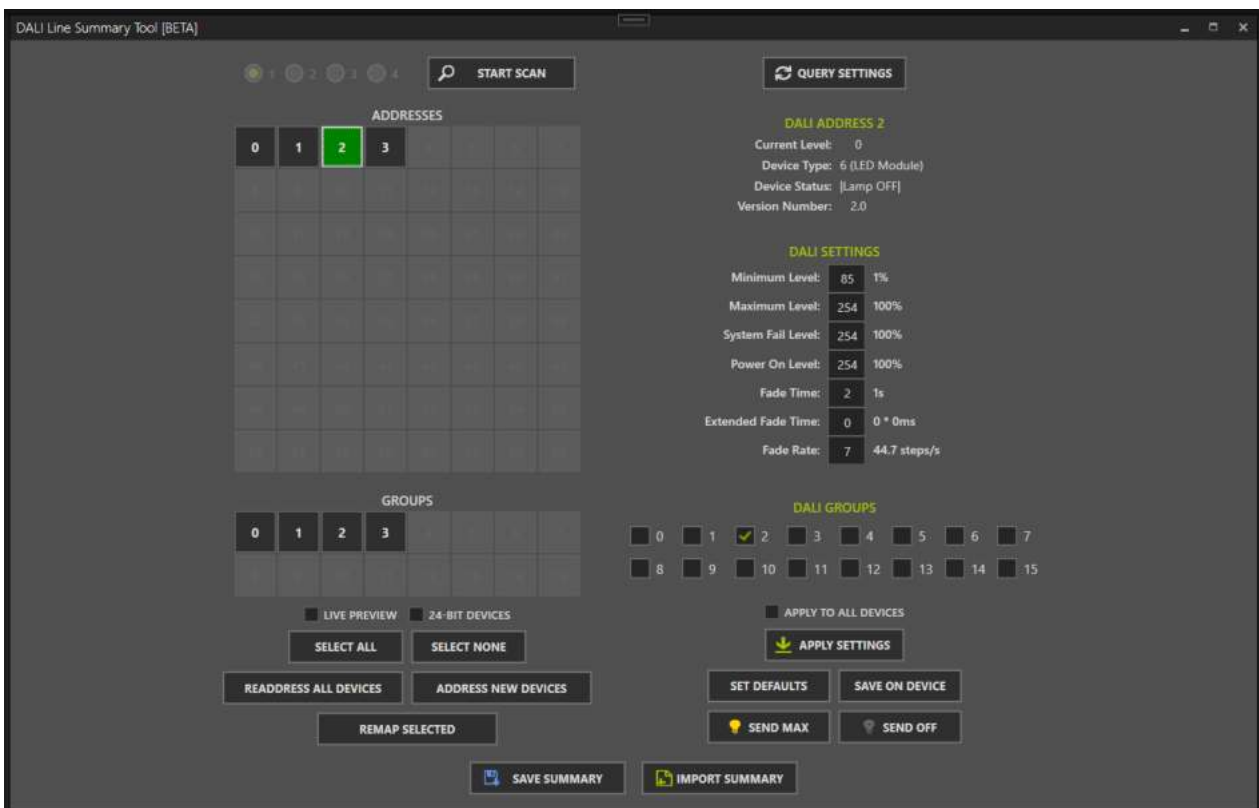 DALI Line Summary Tool [BETA]
1 2 3 4 START SCAN
ADDRESSES
0 1 2 3
GROUPS
0 1 2 3
LIVE PREVIEW 24-BIT DEVICES
SELECT ALL SELECT NONE
READDRESS ALL DEVICES ADDRESS NEW DEVICES
REMAP SELECTED
QUERY SETTINGS
DALI ADDRESS 2
Current Level: 0
Device Type: 6 (LED Module)
Device Status: |Lamp OFF|
Version Number: 2.0
DALI SETTINGS
Minimum Level: 85 1%
Maximum Level: 254 100%
System Fail Level: 254 100%
Power On Level: 254 100%
Fade Time: 2 1s
Extended Fade Time: 0 0 * 0ms
Fade Rate: 7 44.7 steps/s
DALI GROUPS
0 1 2 3 4 5 6 7
8 9 10 11 12 13 14 15
APPLY TO ALL DEVICES
APPLY SETTINGS
SET DEFAULTS SAVE ON DEVICE
SEND MAX SEND OFF
SAVE SUMMARY IMPORT SUMMARY